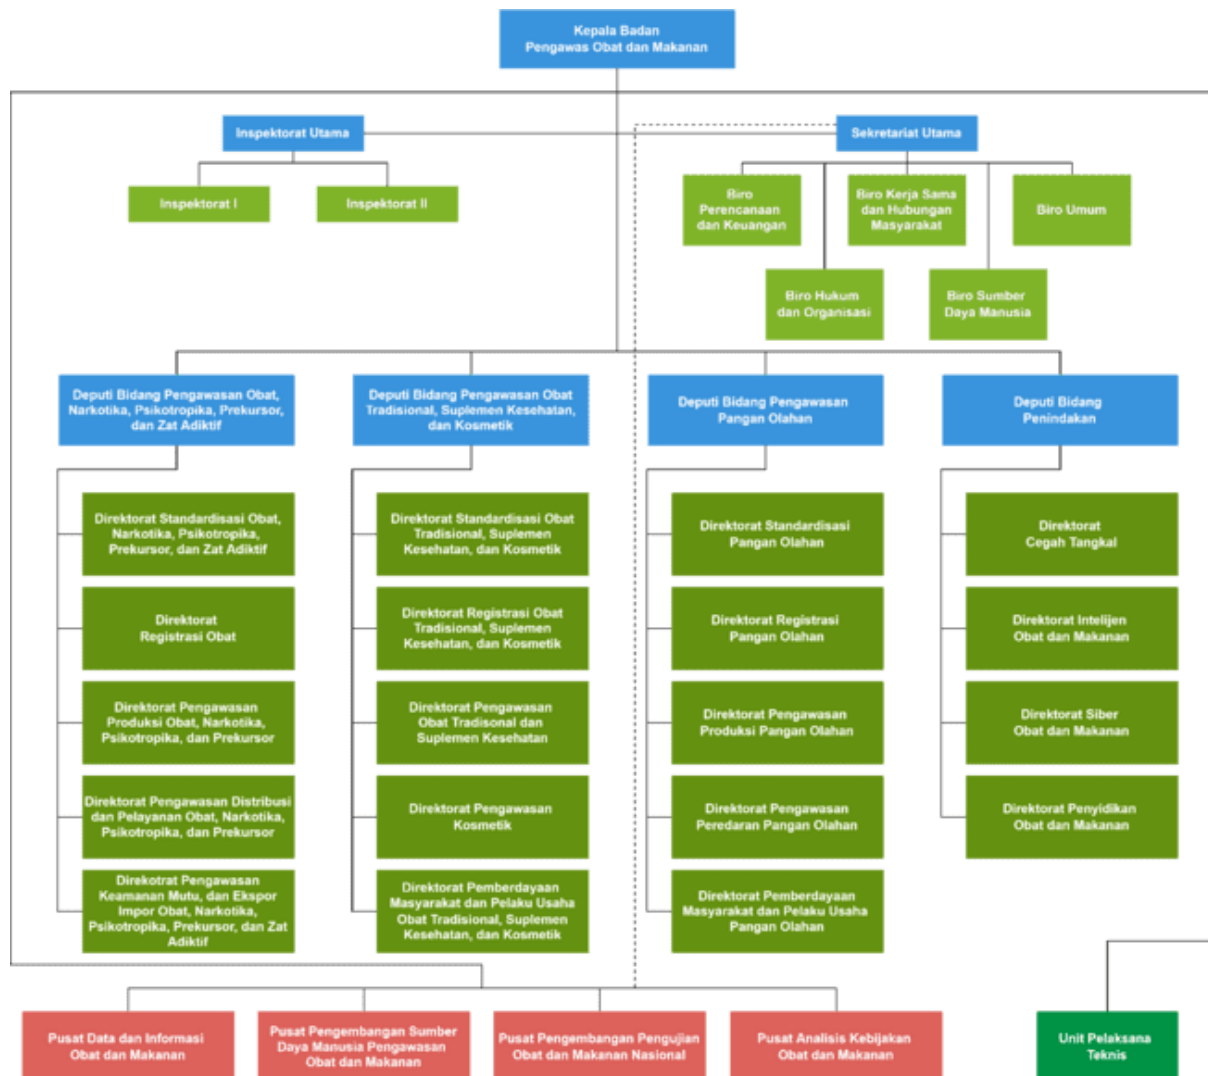 Kepala Badan
Pengawas Obat dan Makanan
Inspektorat Utama
Sekretariat Utama
Inspektorat I
Inspektorat II
Biro
Perencanaan
dan Keuangan
Biro Kerja Sama
dan Hubungan
Masyarakat
Biro Umum
Biro Hukum
dan Organisasi
Biro Sumber
Daya Manusia
Deputi Bidang Pengawasan Obat,
Narkotika, Psikotropika, Prekursor,
dan Zat Adiktif
Deputi Bidang Pengawasan Obat
Tradisional, Suplemen Kesehatan,
dan Kosmetik
Deputi Bidang Pengawasan
Pangan Olahan
Deputi Bidang
Penindakan
Direktorat Standardisasi Obat,
Narkotika, Psikotropika,
Prekursor, dan Zat Adiktif
Direktorat Standardisasi Obat
Tradisional, Suplemen
Kesehatan, dan Kosmetik
Direktorat Standardisasi
Pangan Olahan
Direktorat
Cegah Tangkal
Direktorat
Registrasi Obat
Direktorat Registrasi Obat
Tradisional, Suplemen
Kesehatan, dan Kosmetik
Direktorat Registrasi
Pangan Olahan
Direktorat Intelijen
Obat dan Makanan
Direktorat Pengawasan
Produksi Obat, Narkotika,
Psikotropika, dan Prekursor
Direktorat Pengawasan
Obat Tradisonal dan
Suplemen Kesehatan
Direktorat Pengawasan
Produksi Pangan Olahan
Direktorat Siber
Obat dan Makanan
Direktorat Pengawasan Distribusi
dan Pelayanan Obat, Narkotika,
Psikotropika, dan Prekursor
Direktorat Pengawasan
Kosmetik
Direktorat Pengawasan
Peredaran Pangan Olahan
Direktorat Penyidikan
Obat dan Makanan
Direkotrat Pengawasan
Keamanan Mutu, dan Ekspor
Impor Obat, Narkotika,
Psikotropika, Prekursor, dan Zat
Adiktif
Direktorat Pemberdayaan
Masyarakat dan Pelaku Usaha
Obat Tradisional, Suplemen
Kesehatan, dan Kosmetik
Direktorat Pemberdayaan
Masyarakat dan Pelaku Usaha
Pangan Olahan
Pusat Data dan Informasi
Obat dan Makanan
Pusat Pengembangan Sumber
Daya Manusia Pengawasan
Obat dan Makanan
Pusat Pengembangan Pengujian
Obat dan Makanan Nasional
Pusat Analisis Kebijakan
Obat dan Makanan
Unit Pelaksana
Teknis